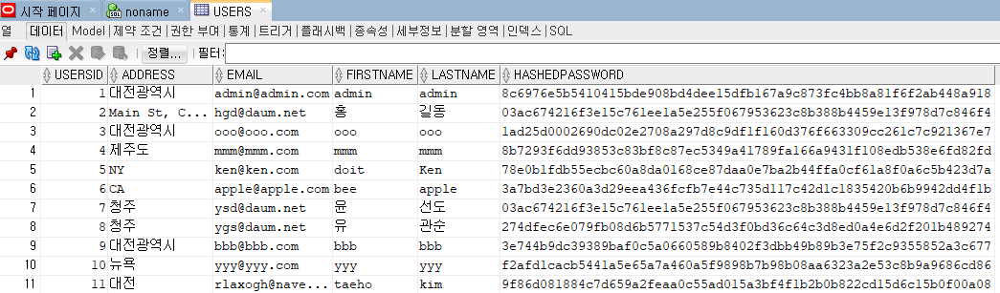 시작 페이지 × noname × USERS ×
열 데이터 Model 제약 조건 권한 부여 통계 트리거 플래시백 종속성 세부정보 분할 영역 인덱스 SQL
정렬... 필터:
USERSID ADDRESS EMAIL FIRSTNAME LASTNAME HASHEDPASSWORD
1 1 대전광역시 admin@admin.com admin admin 8c6976e5b5410415bde908bd4dee15dfb167a9c873fc4bb8a81f6f2ab448a918
2 2 Main St, C... hgd@daum.net 홍 길동 03ac674216f3e15c761ee1a5e255f067953623c8b388b4459e13f978d7c846f4
3 3 대전광역시 ooo@ooo.com ooo ooo 1ad25d0002690dc02e2708a297d8c9df1f160d376f663309cc261c7c921367e7
4 4 제주도 mmm@mmm.com mmm mmm 8b7293f6dd93853c83bf8c87ec5349a41789fa166a9431f108edb538e6fd82fd
5 5 NY ken@ken.com doit Ken 78e0b1fdb55ecbc60a8da0168ce87daa0e7ba2b44ffa0cf61a8f0a6c5b423d7a
6 6 CA apple@apple.com bee apple 3a7bd3e2360a3d29eea436fcfb7e44c735d117c42d1c1835420b6b9942dd4f1b
7 7 청주 ysd@daum.net 윤 선도 03ac674216f3e15c761ee1a5e255f067953623c8b388b4459e13f978d7c846f4
8 8 청주 ygs@daum.net 유 관순 274dfec6e079fb08d6b5771537c54d3f0bd36c64c3d8ed0a4e6d2f201b489274
9 9 대전광역시 bbb@bbb.com bbb bbb 3e744b9dc39389baf0c5a0660589b8402f3dbb49b89b3e75f2c9355852a3c677
10 10 뉴욕 yyy@yyy.com yyy yyy f2afd1cacb5441a5e65a7a460a5f9898b7b98b08aa6323a2e53c8b9a9686cd86
11 11 대전 rlaxogh@nave... taeho kim 9f86d081884c7d659a2feaa0c55ad015a3bf4f1b2b0b822cd15d6c15b0f00a08